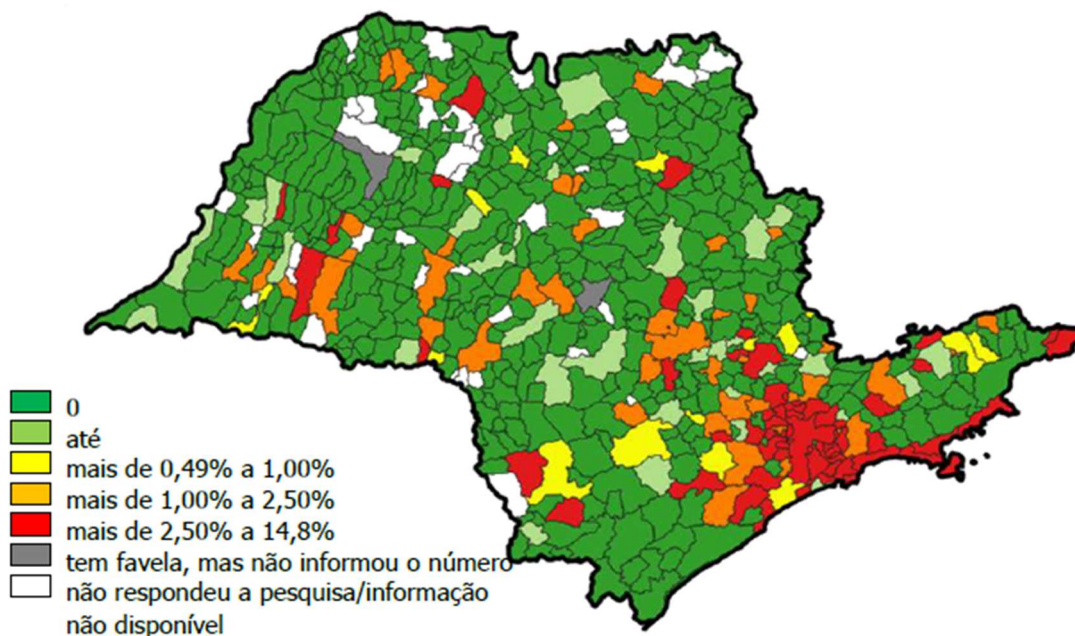 0
até
mais de 0,49% a 1,00%
mais de 1,00% a 2,50%
mais de 2,50% a 14,8%
tem favela, mas não informou o número
não respondeu a pesquisa/informação
não disponível